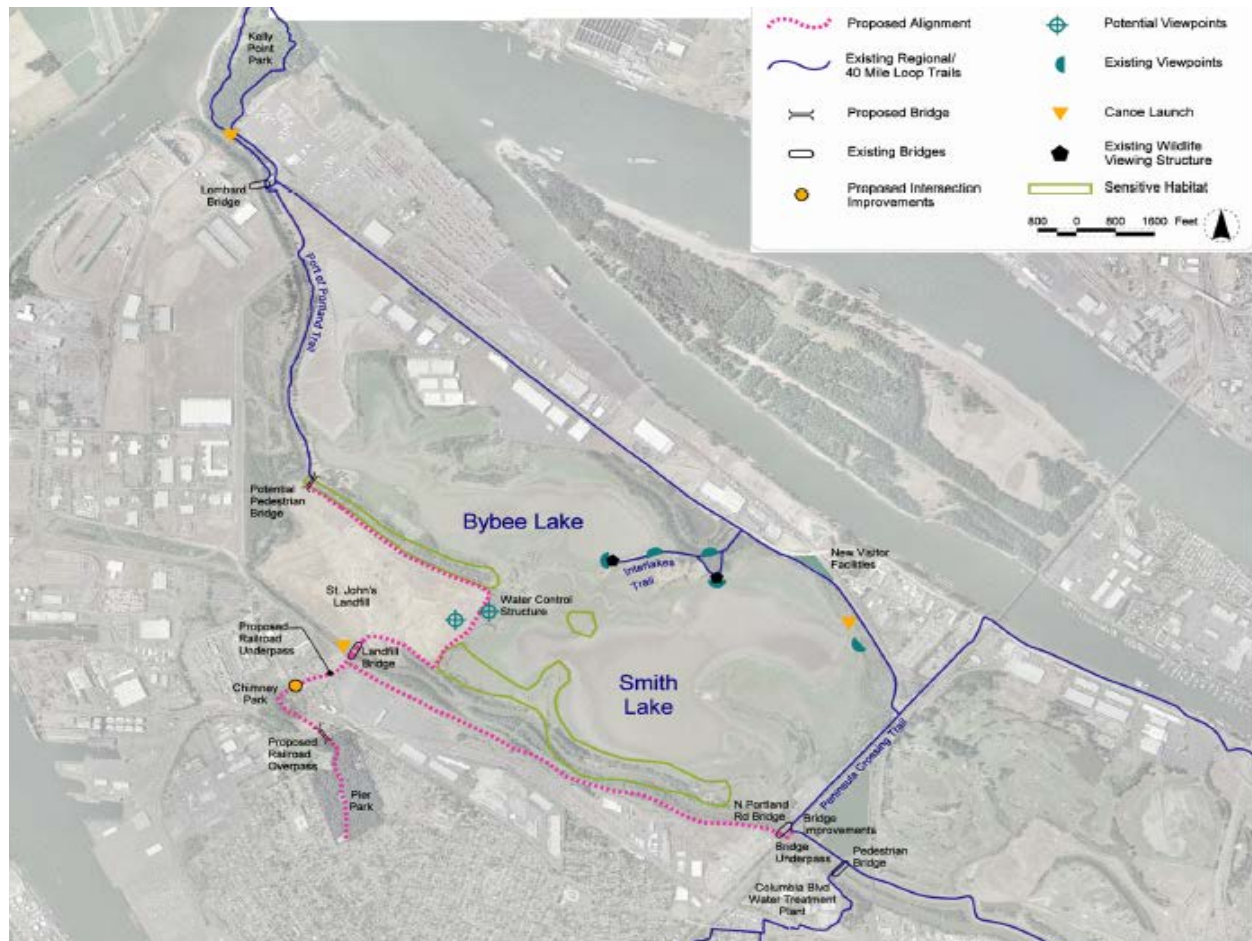 Kelly
Point
Park
Lombard
Bridge
Port of Portland Trail
Potential
Pedestrian
Bridge
Bybee Lake
Interlakes
Trail
New Visitor
Facilities
St. John's
Landfill
Water Control
Structure
Proposed
Railroad
Underpass
Landfill
Bridge
Chimney
Park
Smith
Lake
Proposed
Railroad
Overpass
Pier
Park
Peninsula Crossing Trail
N Portland
Rd Bridge
Bridge
Improvements
Bridge
Underpass
Pedestrian
Bridge
Columbia Blvd
Water Treatment
Plant
Proposed Alignment
Existing Regional/
40 Mile Loop Trails
Proposed Bridge
Existing Bridges
Proposed Intersection
Improvements
Potential Viewpoints
Existing Viewpoints
Canoe Launch
Existing Wildlife
Viewing Structure
Sensitive Habitat
800 0 800 1600 Feet